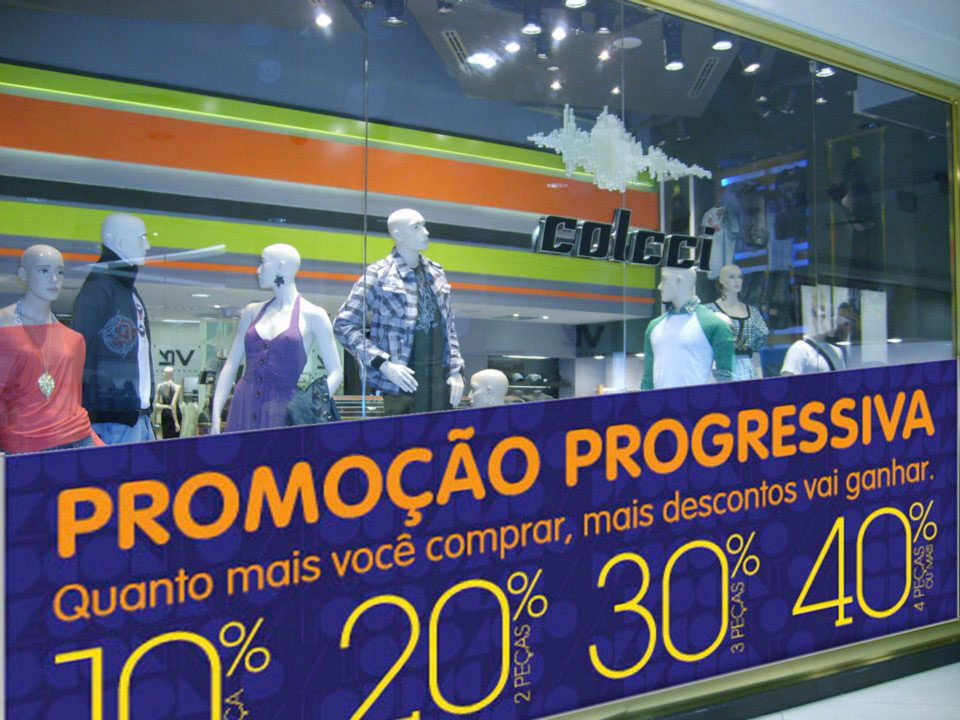 colcci
PROMOÇÃO PROGRESSIVA
Quanto mais você comprar, mais descontos vai ganhar.
10% 20% 2 PEÇAS 30% 3 PEÇAS 40% 4 PEÇAS OU MAIS